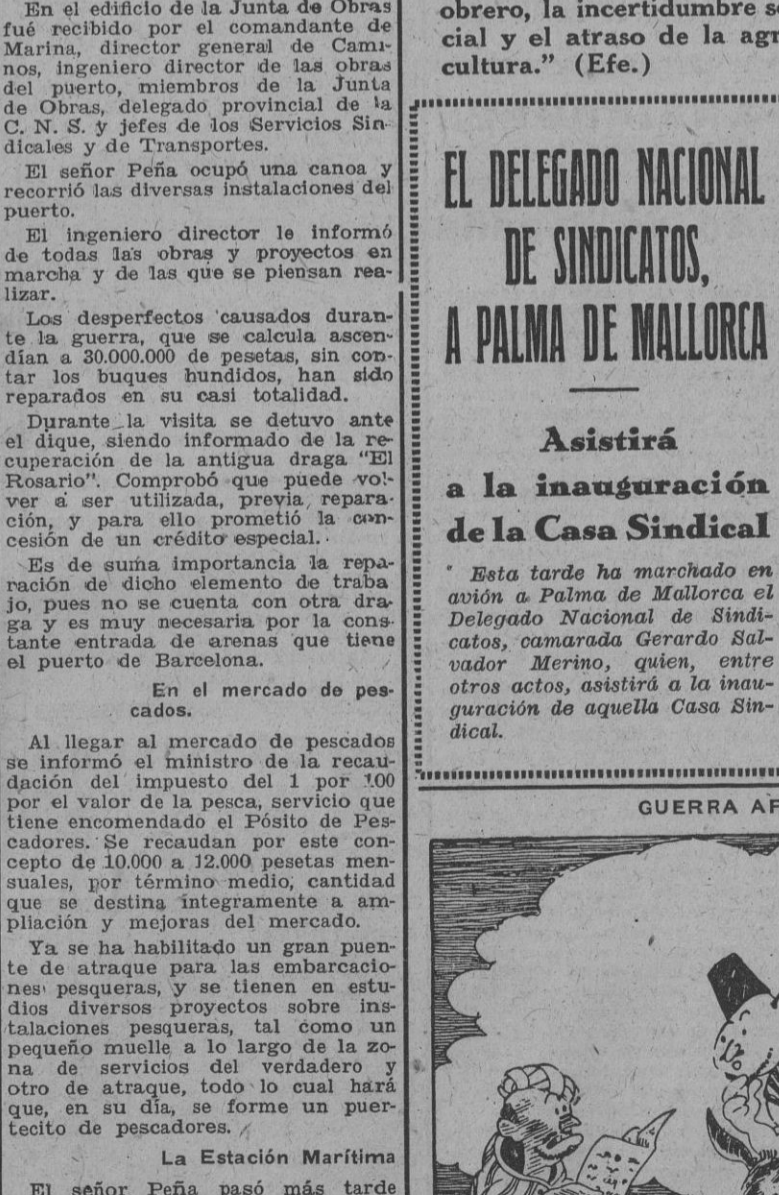 En el edificio de la Junta de Obras
fué recibido por el comandante de
Marina, director general de Cami-
nos, ingeniero director de las obras
del puerto, miembros de la Junta
de Obras, delegado provincial de la
C. N. S. y jefes de los Servicios Sin-
dicales y de Transportes.
El señor Peña ocupó una canoa y
recorrió las diversas instalaciones del
puerto.
El ingeniero director le informó
de todas las obras y proyectos en
marcha y de las que se piensan rea-
lizar.
Los desperfectos causados duran-
te la guerra, que se calcula ascen-
dían a 30.000.000 de pesetas, sin con-
tar los buques hundidos, han sido
reparados en su casi totalidad.
Durante la visita se detuvo ante
el dique, siendo informado de la re-
cuperación de la antigua draga "El
Rosario". Comprobó que puede vol-
ver a ser utilizada, previa repara-
ción, y para ello prometió la con-
cesión de un crédito especial.
Es de suma importancia la repa-
ración de dicho elemento de traba
jo, pues no se cuenta con otra dra-
ga y es muy necesaria por la cons-
tante entrada de arenas que tiene
el puerto de Barcelona.
En el mercado de pes-
cados.
Al llegar al mercado de pescados
se informó el ministro de la recau-
dación del impuesto del 1 por 100
por el valor de la pesca, servicio que
tiene encomendado el Pósito de Pes-
cadores. Se recaudan por este con-
cepto de 10.000 a 12.000 pesetas men-
suales, por término medio, cantidad
que se destina íntegramente a am-
pliación y mejoras del mercado.
Ya se ha habilitado un gran puen-
te de atraque para las embarcacio-
nes pesqueras, y se tienen en estu-
dios diversos proyectos sobre ins-
talaciones pesqueras, tal como un
pequeño muelle a lo largo de la zo-
na de servicios del verdadero y
otro de atraque, todo lo cual hará
que, en su día, se forme un puer-
tecito de pescadores.
La Estación Marítima
El señor Peña pasó más tarde
obrero, la incertidumbre so
cial y el atraso de la agr
cultura." (Efe.)
EL DELEGADO NACIONAL
DE SINDICATOS,
A PALMA DE MALLORCA
Asistirá
a la inauguración
de la Casa Sindical
Esta tarde ha marchado en
avión a Palma de Mallorca el
Delegado Nacional de Sindi-
catos, camarada Gerardo Sal-
vador Merino, quien, entre
otros actos, asistirá a la inau-
guración de aquella Casa Sin-
dical.
GUERRA